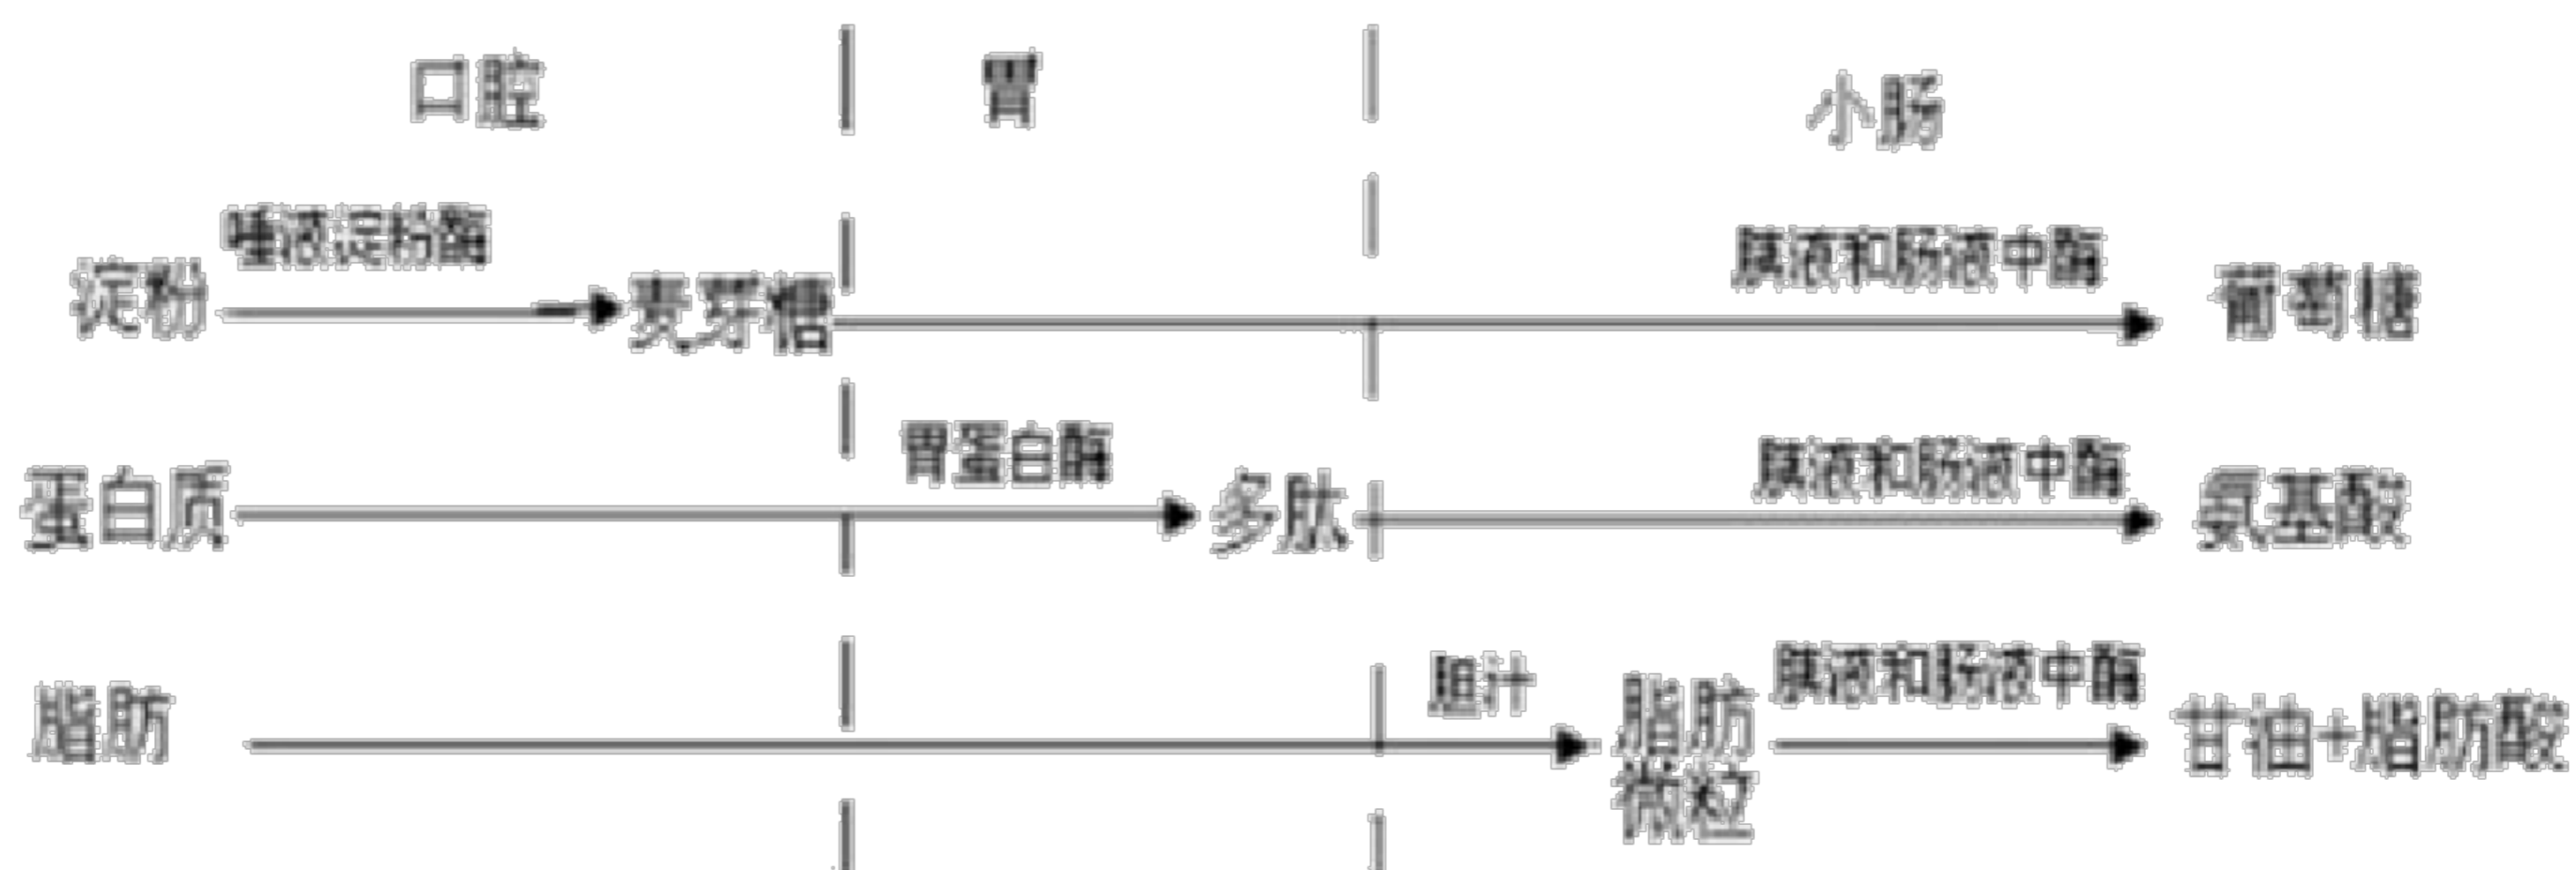 口腔 胃 小肠
唾液淀粉酶 胰液和肠液中酶
淀粉 麦芽糖 葡萄糖
胃蛋白酶 胰液和肠液中酶
蛋白质 多肽 氨基酸
胆汁 胰液和肠液中酶
脂肪 脂肪 甘油+脂肪酸
微粒